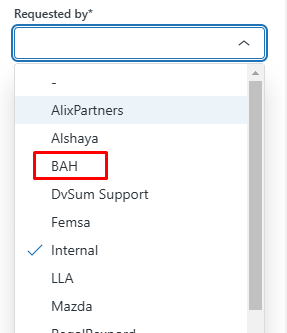 Requested by*
-
AlixPartners
Alshaya
BAH
DvSum Support
Femsa
Internal
LLA
Mazda